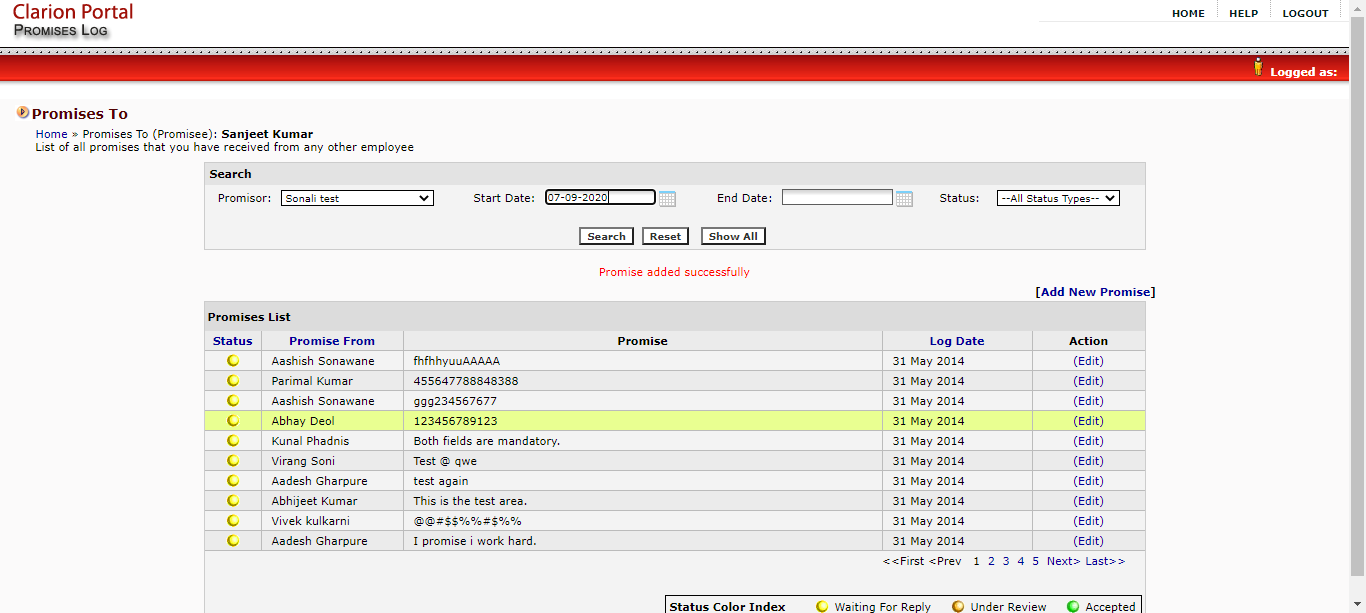 Clarion Portal
PROMISES LOG
HOME HELP LOGOUT
Logged as:
Promises To
Home » Promises To (Promisee): Sanjeet Kumar
List of all promises that you have received from any other employee
Search
Promisor: Sonali test Start Date: 07-09-2020 End Date: Status: --All Status Types--
Search Reset Show All
Promise added successfully
[Add New Promise]
Promises List
Status Promise From Promise Log Date Action
Aashish Sonawane fhfhhyuuAAAAA 31 May 2014 (Edit)
Parimal Kumar 455647788848388 31 May 2014 (Edit)
Aashish Sonawane ggg234567677 31 May 2014 (Edit)
Abhay Deol 123456789123 31 May 2014 (Edit)
Kunal Phadnis Both fields are mandatory. 31 May 2014 (Edit)
Virang Soni Test @ qwe 31 May 2014 (Edit)
Aadesh Gharpure test again 31 May 2014 (Edit)
Abhijeet Kumar This is the test area. 31 May 2014 (Edit)
Vivek kulkarni @@#$$%%#$%% 31 May 2014 (Edit)
Aadesh Gharpure I promise i work hard. 31 May 2014 (Edit)
<<First <Prev 1 2 3 4 5 Next> Last>>
Status Color Index Waiting For Reply Under Review Accepted